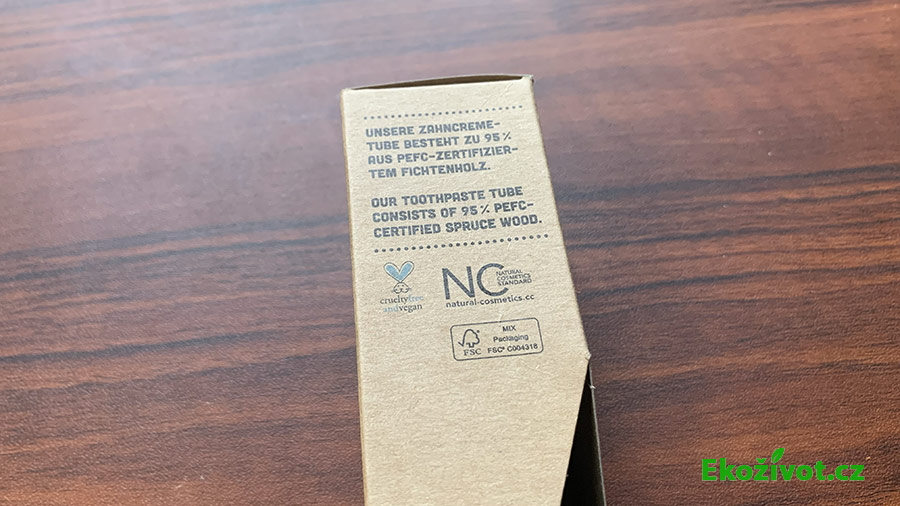 UNSERE ZAHNCREME-
TUBE BESTEHT ZU 95 %
AUS PEFC-ZERTIFIZIER-
TEM FICHTENHOLZ.
OUR TOOTHPASTE TUBE
CONSISTS OF 95 % PEFC-
CERTIFIED SPRUCE WOOD.
crueltyfree
andvegan
NC
NATURAL
COSMETICS
STANDARD
natural-cosmetics.cc
FSC
MIX
Packaging
FSC® C004318
Ekoživot.cz